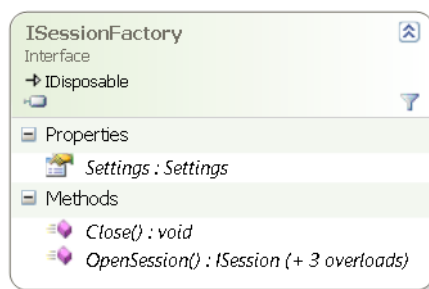 ISessionFactory
Interface
IDisposable
Properties
Settings : Settings
Methods
Close() : void
OpenSession() : ISession (+ 3 overloads)